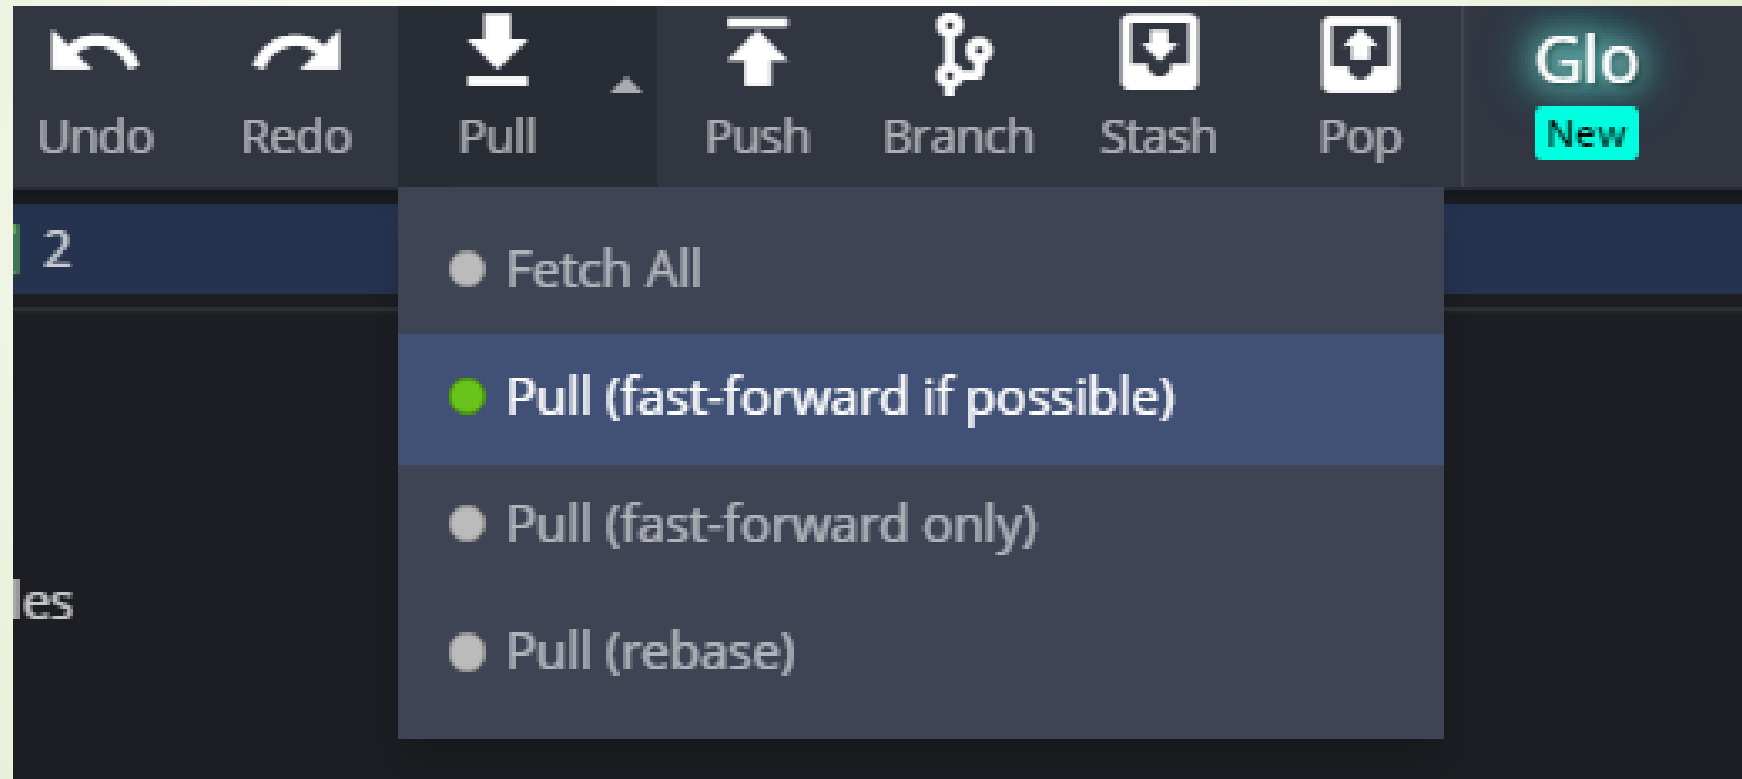 Undo Redo Pull Push Branch Stash Pop Glo
New
2
Fetch All
Pull (fast-forward if possible)
Pull (fast-forward only)
les
Pull (rebase)